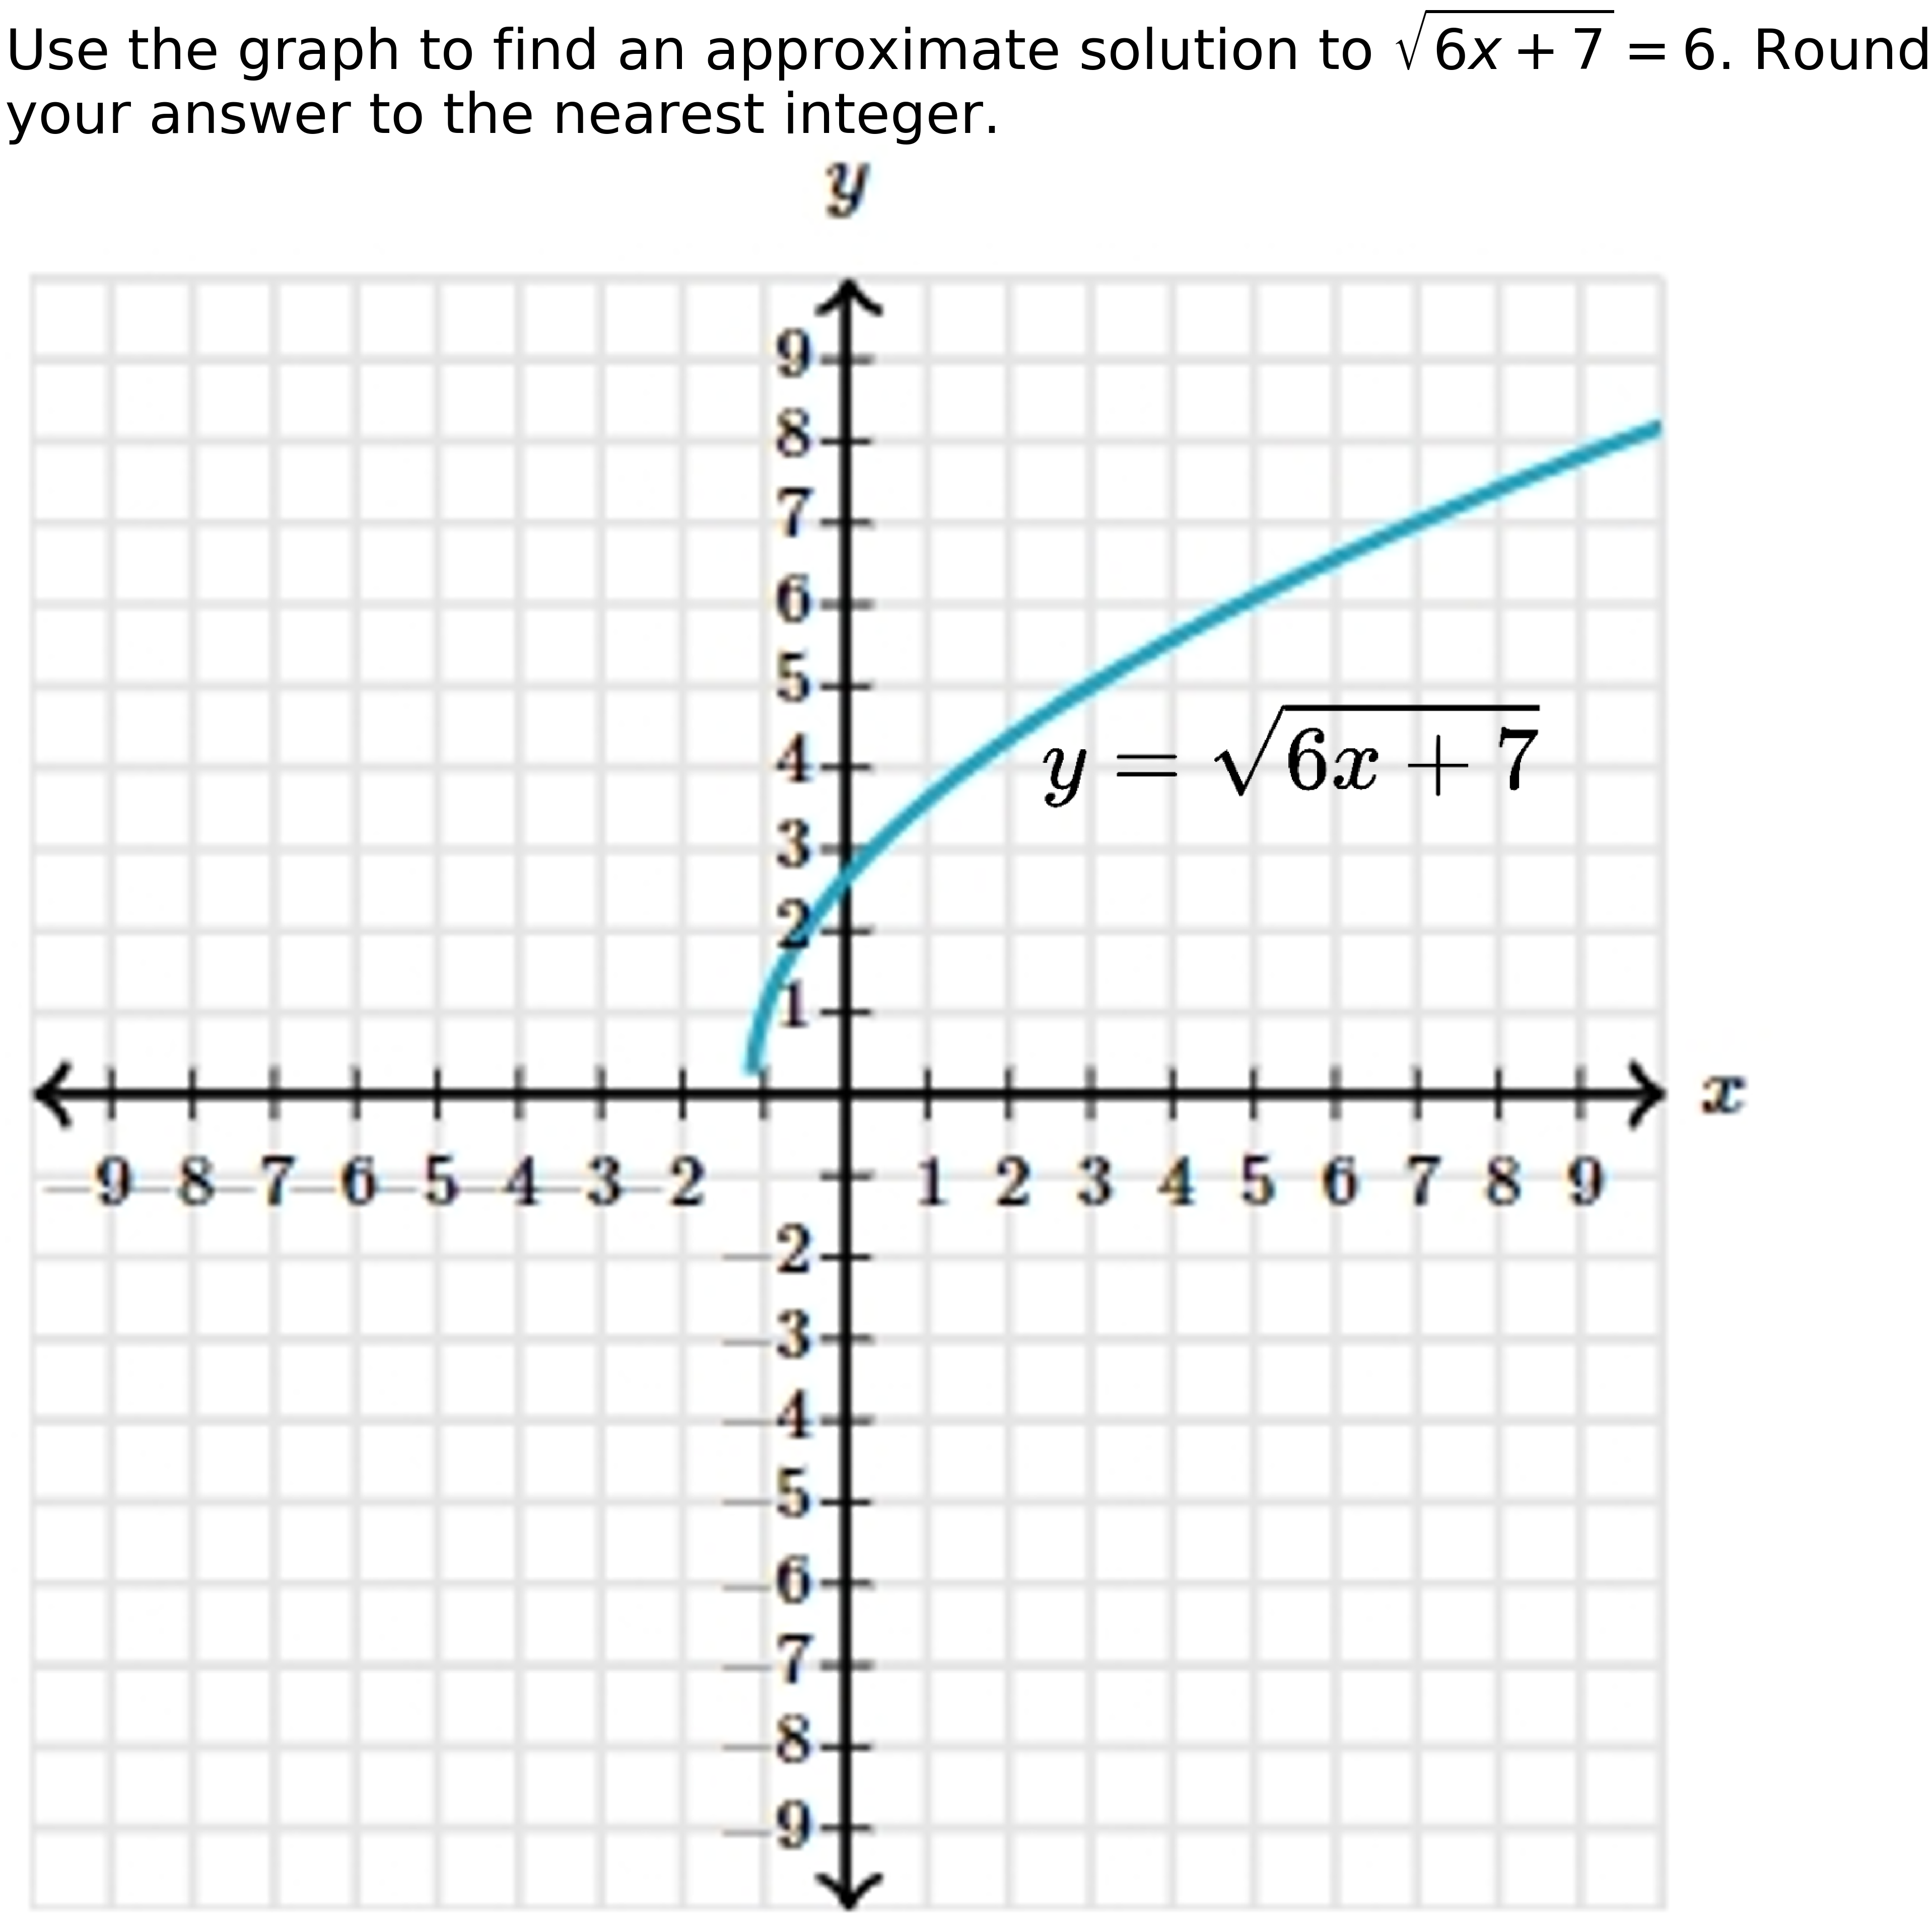 Use the graph to find an approximate solution to √6x + 7 = 6. Round
your answer to the nearest integer.
y
9
8
7
6
5
4
3
2
1
y = √6x + 7
x
–9 –8 –7 –6 –5 –4 –3 –2 1 2 3 4 5 6 7 8 9
–2
–3
–4
–5
–6
–7
–8
–9